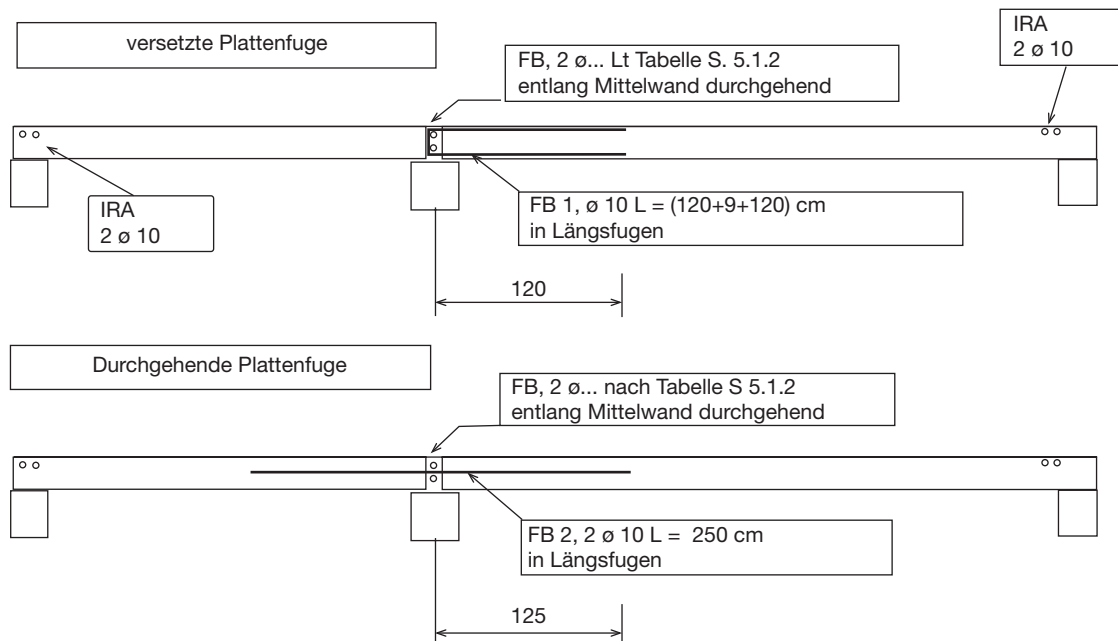 versetzte Plattenfuge
IRA
2 ø 10
FB, 2 ø... Lt Tabelle S. 5.1.2
entlang Mittelwand durchgehend
IRA
2 ø 10
FB 1, ø 10 L = (120+9+120) cm
in Längsfugen
120
Durchgehende Plattenfuge
FB, 2 ø... nach Tabelle S 5.1.2
entlang Mittelwand durchgehend
FB 2, 2 ø 10 L =  250 cm
in Längsfugen
125